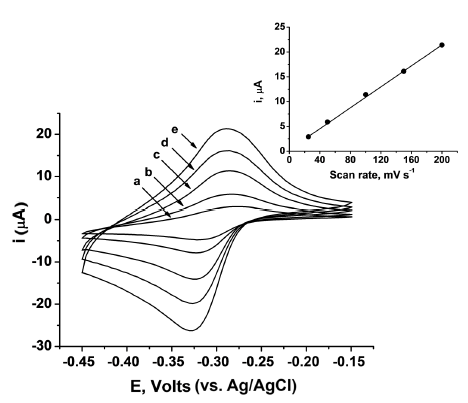 25
20
15
10
5
0
i, µA
0
40
80
120
160
200
Scan rate, mV s⁻¹
20
10
0
-10
-20
-30
i (µA)
e
d
c
b
a
-0.45
-0.40
-0.35
-0.30
-0.25
-0.20
-0.15
E, Volts (vs. Ag/AgCl)